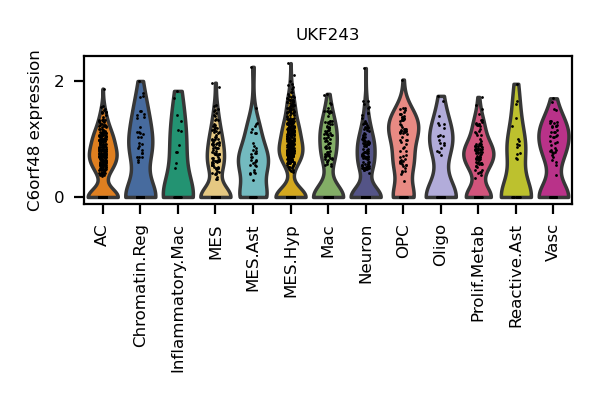 UKF243
C6orf48 expression
2
0
AC
Chromatin.Reg
Inflammatory.Mac
MES
MES.Ast
MES.Hyp
Mac
Neuron
OPC
Oligo
Prolif.Metab
Reactive.Ast
Vasc